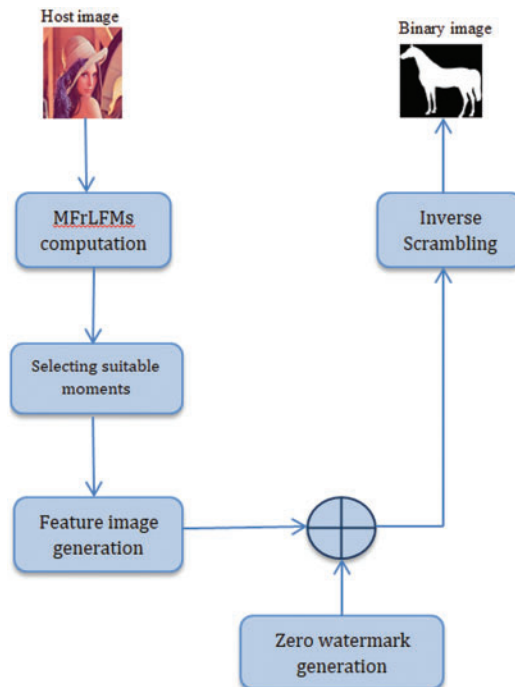 Host image
Binary image
MFrLFMs
computation
Inverse
Scrambling
Selecting suitable
moments
Feature image
generation
Zero watermark
generation